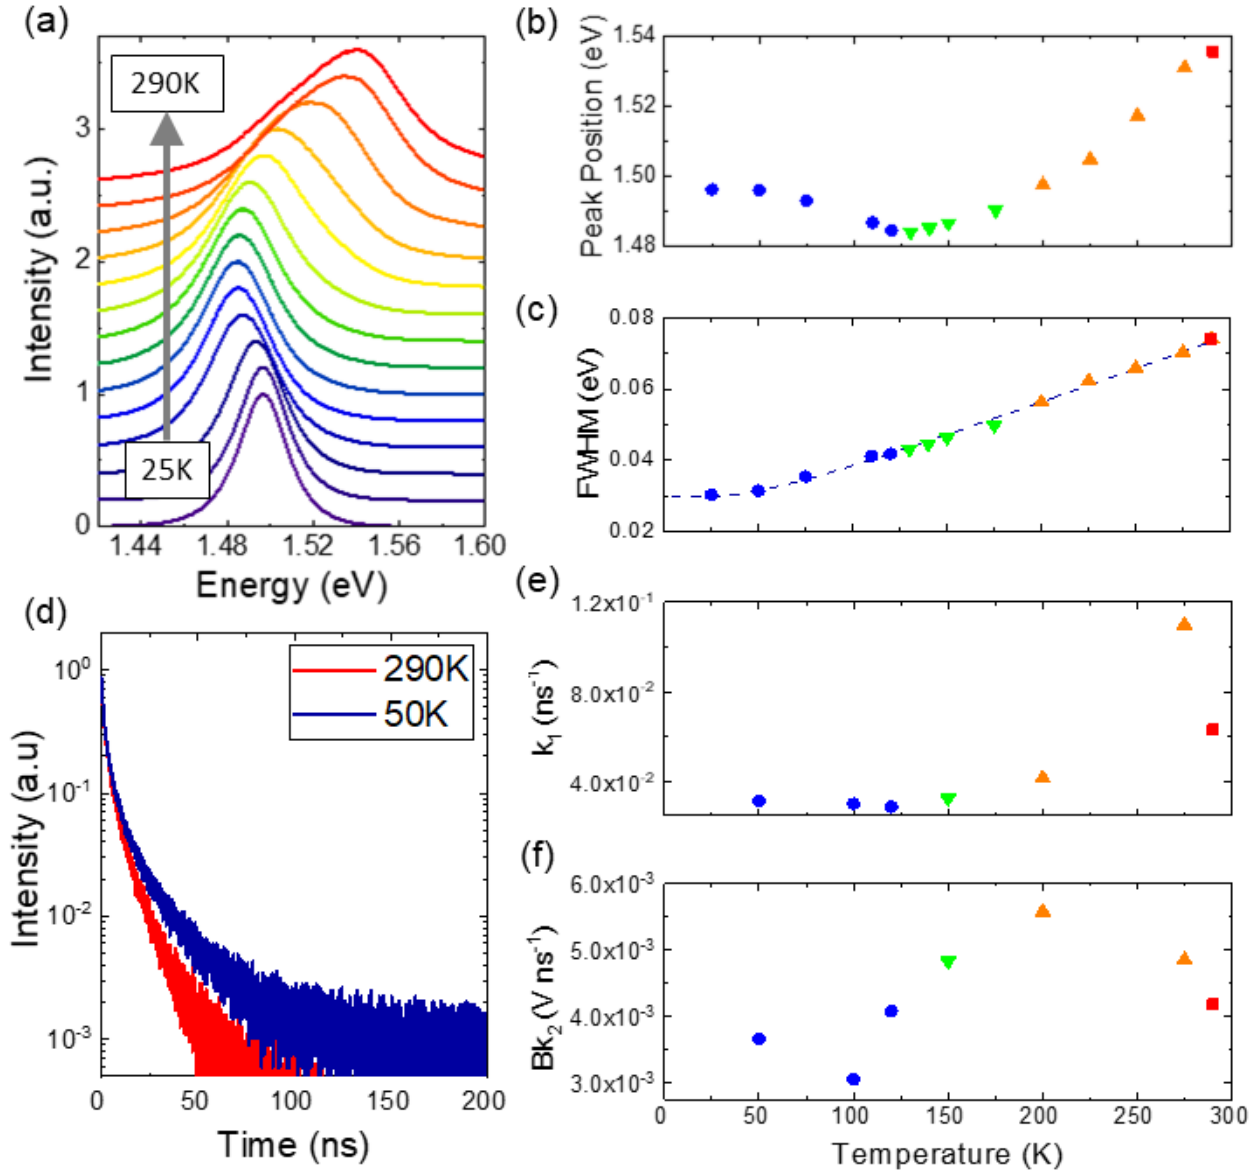 (a)
290K
25K
Intensity (a.u.)
3
2
1
0
1.44
1.48
1.52
1.56
1.60
Energy (eV)
(b)
Peak Position (eV)
1.54
1.52
1.50
1.48
(c)
FWHM (eV)
0.08
0.06
0.04
0.02
(d)
290K
50K
Intensity (a.u)
10⁰
10⁻¹
10⁻²
10⁻³
0
50
100
150
200
Time (ns)
(e)
k₁ (ns⁻¹)
1.2x10⁻¹
8.0x10⁻²
4.0x10⁻²
(f)
Bk₂ (V ns⁻¹)
6.0x10⁻³
5.0x10⁻³
4.0x10⁻³
3.0x10⁻³
0
50
100
150
200
250
300
Temperature (K)